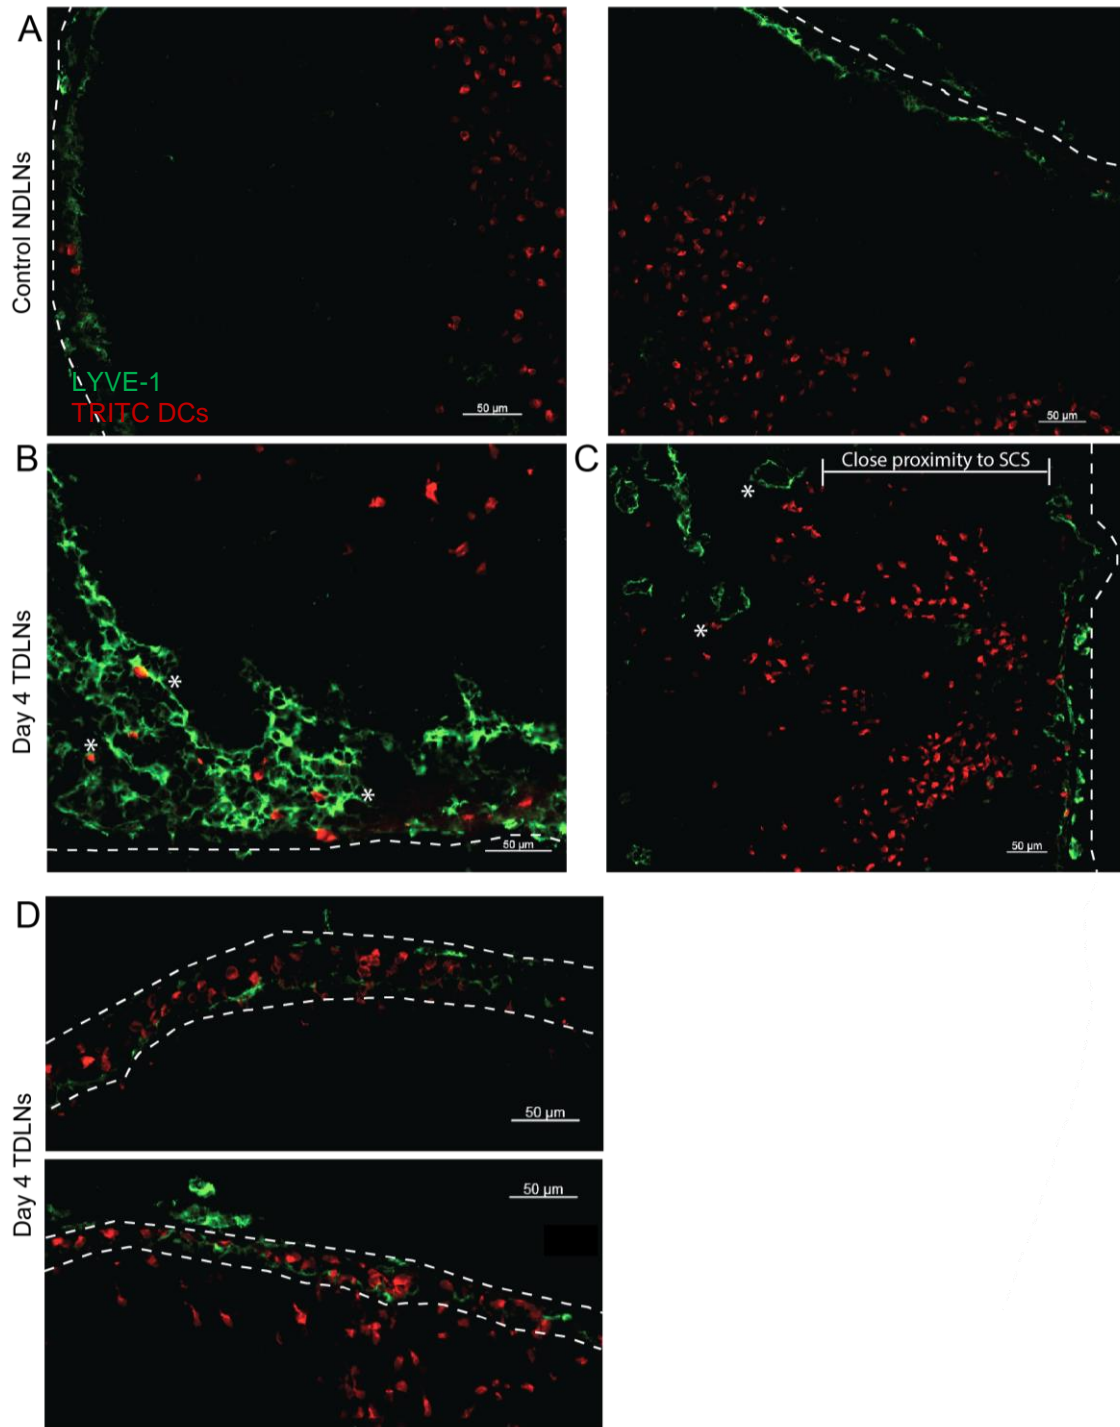 A
Control NDLNs
LYVE-1
TRITC DCs
50 µm
50 µm
B
Day 4 TDLNs
*
*
*
50 µm
C
Close proximity to SCS
*
*
50 µm
D
Day 4 TDLNs
50 µm
50 µm